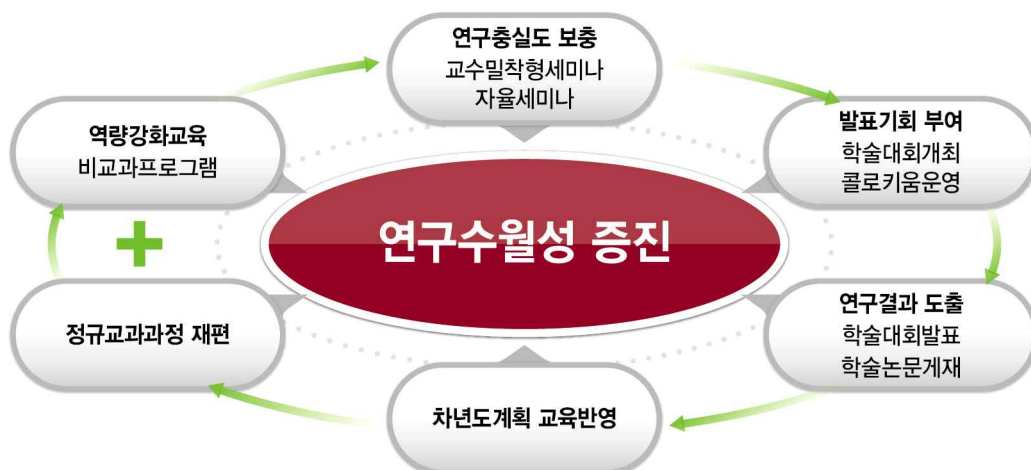 연구충실도 보충
교수밀착형세미나
자율세미나
역량강화교육
비교과프로그램
발표기회 부여
학술대회개최
콜로키움운영
연구수월성 증진
정규교과과정 재편
연구결과 도출
학술대회발표
학술논문게재
차년도계획 교육반영